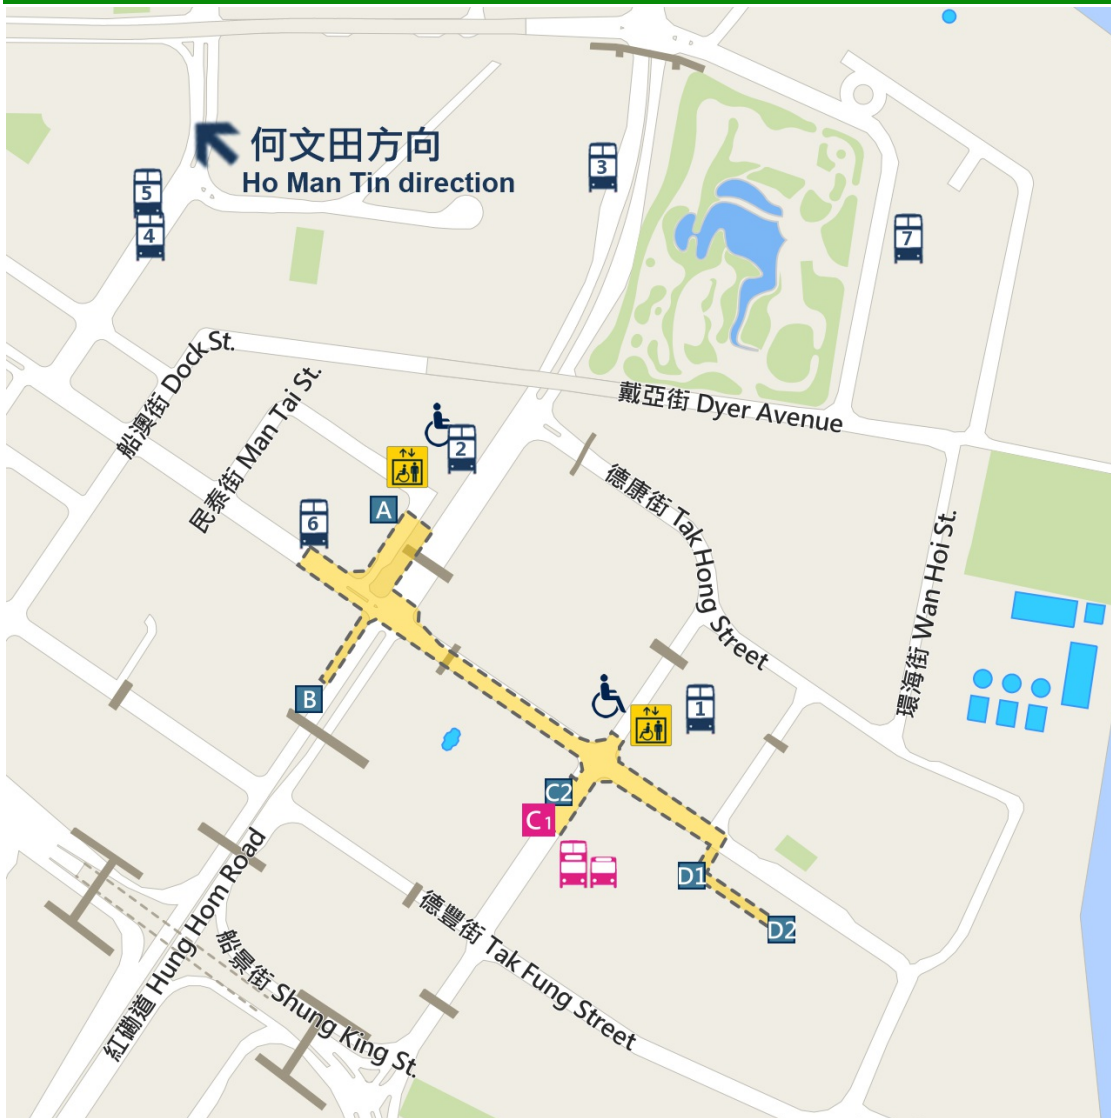 何文田方向
Ho Man Tin direction
3
5
4
7
船澳街 Dock St.
民泰街 Man Tai St.
戴亞街 Dyer Avenue
2
A
6
德康街 Tak Hong Street
環海街 Wan Hoi St.
B
1
C2
C1
D1
D2
紅磡道 Hung Hom Road
船景街 Shung King St.
德豐街 Tak Fung Street